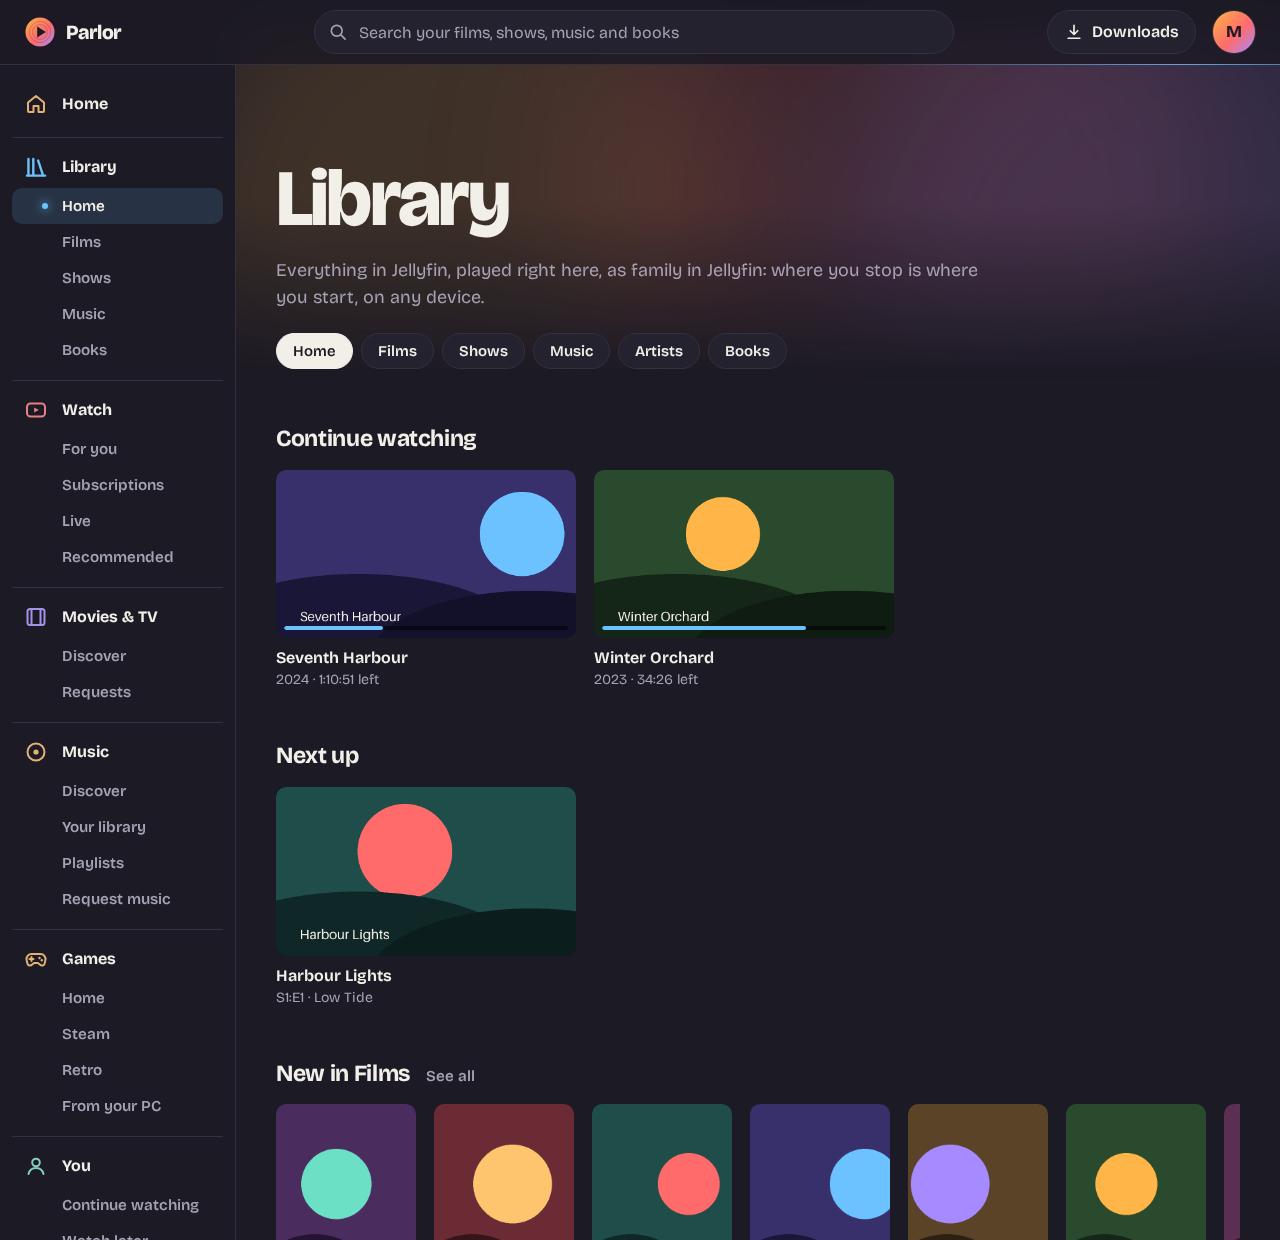 Parlor
Search your films, shows, music and books
Downloads
M
Home
Library
Home
Films
Shows
Music
Books
Watch
For you
Subscriptions
Live
Recommended
Movies & TV
Discover
Requests
Music
Discover
Your library
Playlists
Request music
Games
Home
Steam
Retro
From your PC
You
Continue watching
Watch later
Library
Everything in Jellyfin, played right here, as family in Jellyfin: where you stop is where
you start, on any device.
Home
Films
Shows
Music
Artists
Books
Continue watching
Seventh Harbour
Winter Orchard
Seventh Harbour
2024 · 1:10:51 left
Winter Orchard
2023 · 34:26 left
Next up
Harbour Lights
Harbour Lights
S1:E1 · Low Tide
New in Films
See all